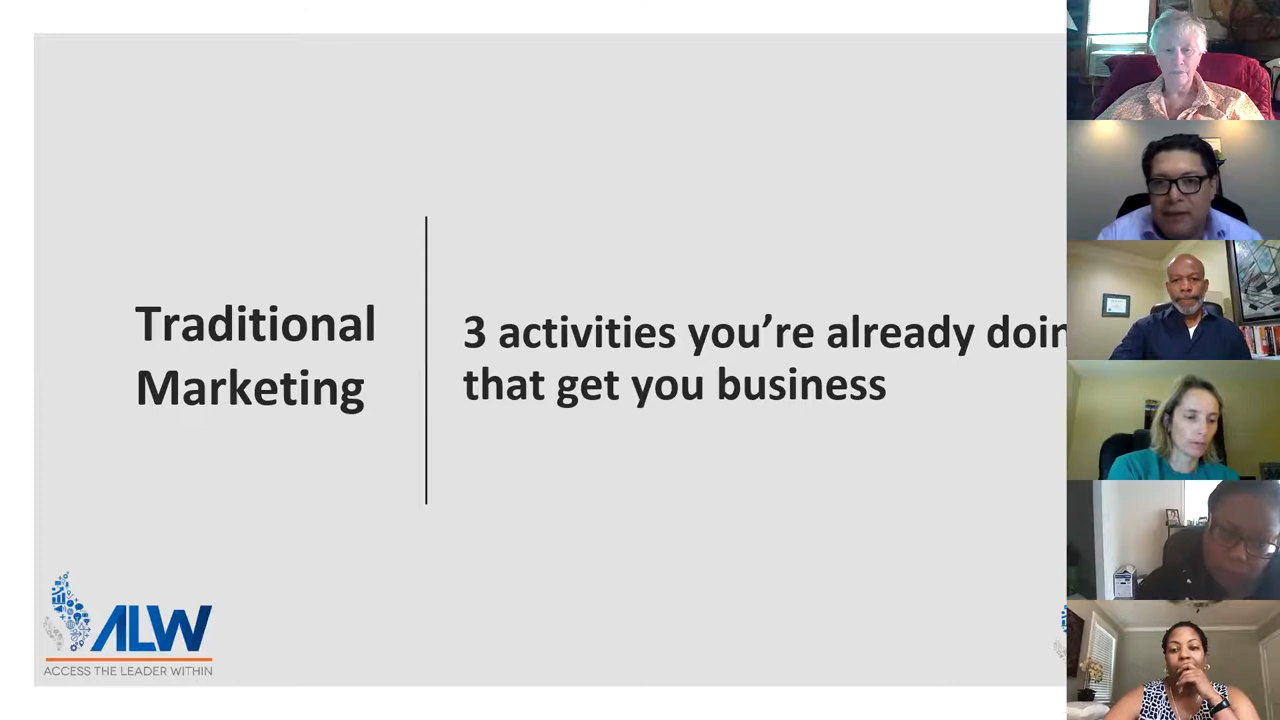 Traditional
Marketing
3 activities you're already doin
that get you business
ALW
ACCESS THE LEADER WITHIN